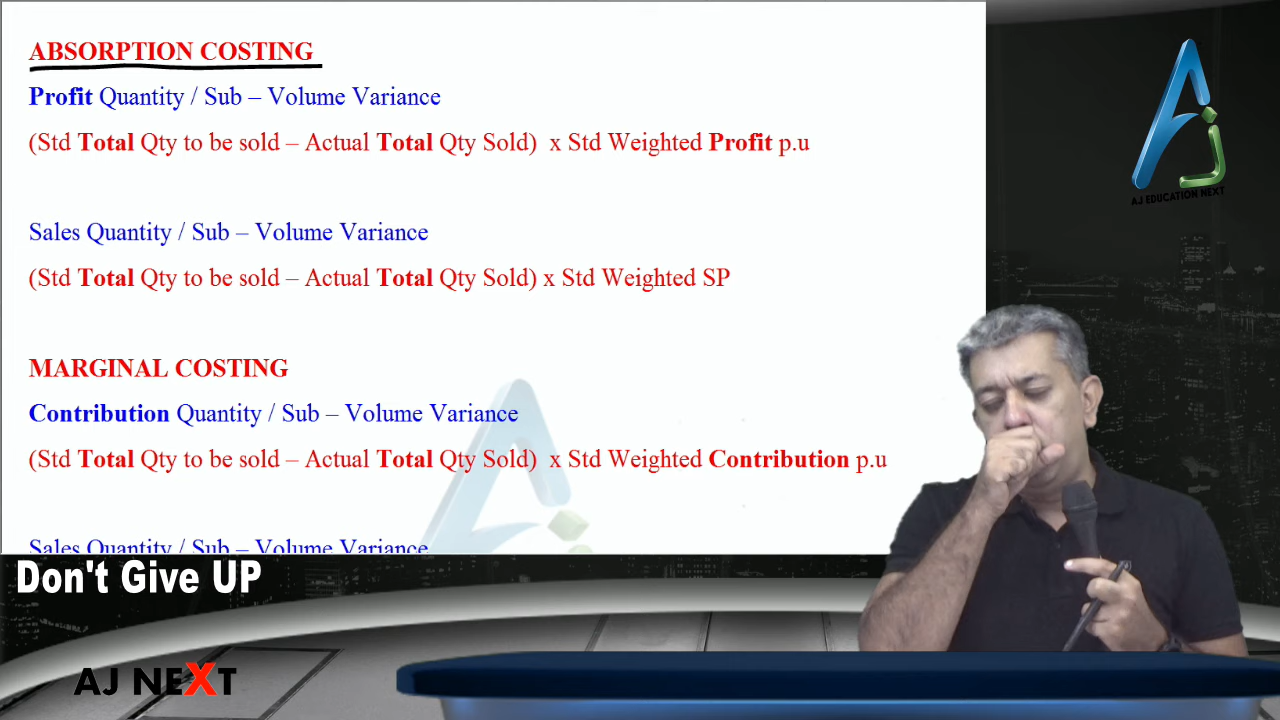 ABSORPTION COSTING
Profit Quantity / Sub – Volume Variance
(Std Total Qty to be sold – Actual Total Qty Sold) x Std Weighted Profit p.u
Sales Quantity / Sub – Volume Variance
(Std Total Qty to be sold – Actual Total Qty Sold) x Std Weighted SP
MARGINAL COSTING
Contribution Quantity / Sub – Volume Variance
(Std Total Qty to be sold – Actual Total Qty Sold) x Std Weighted Contribution p.u
Sales Quantity / Sub – Volume Variance
AJ EDUCATION NEXT
Don't Give UP
AJ NEXT